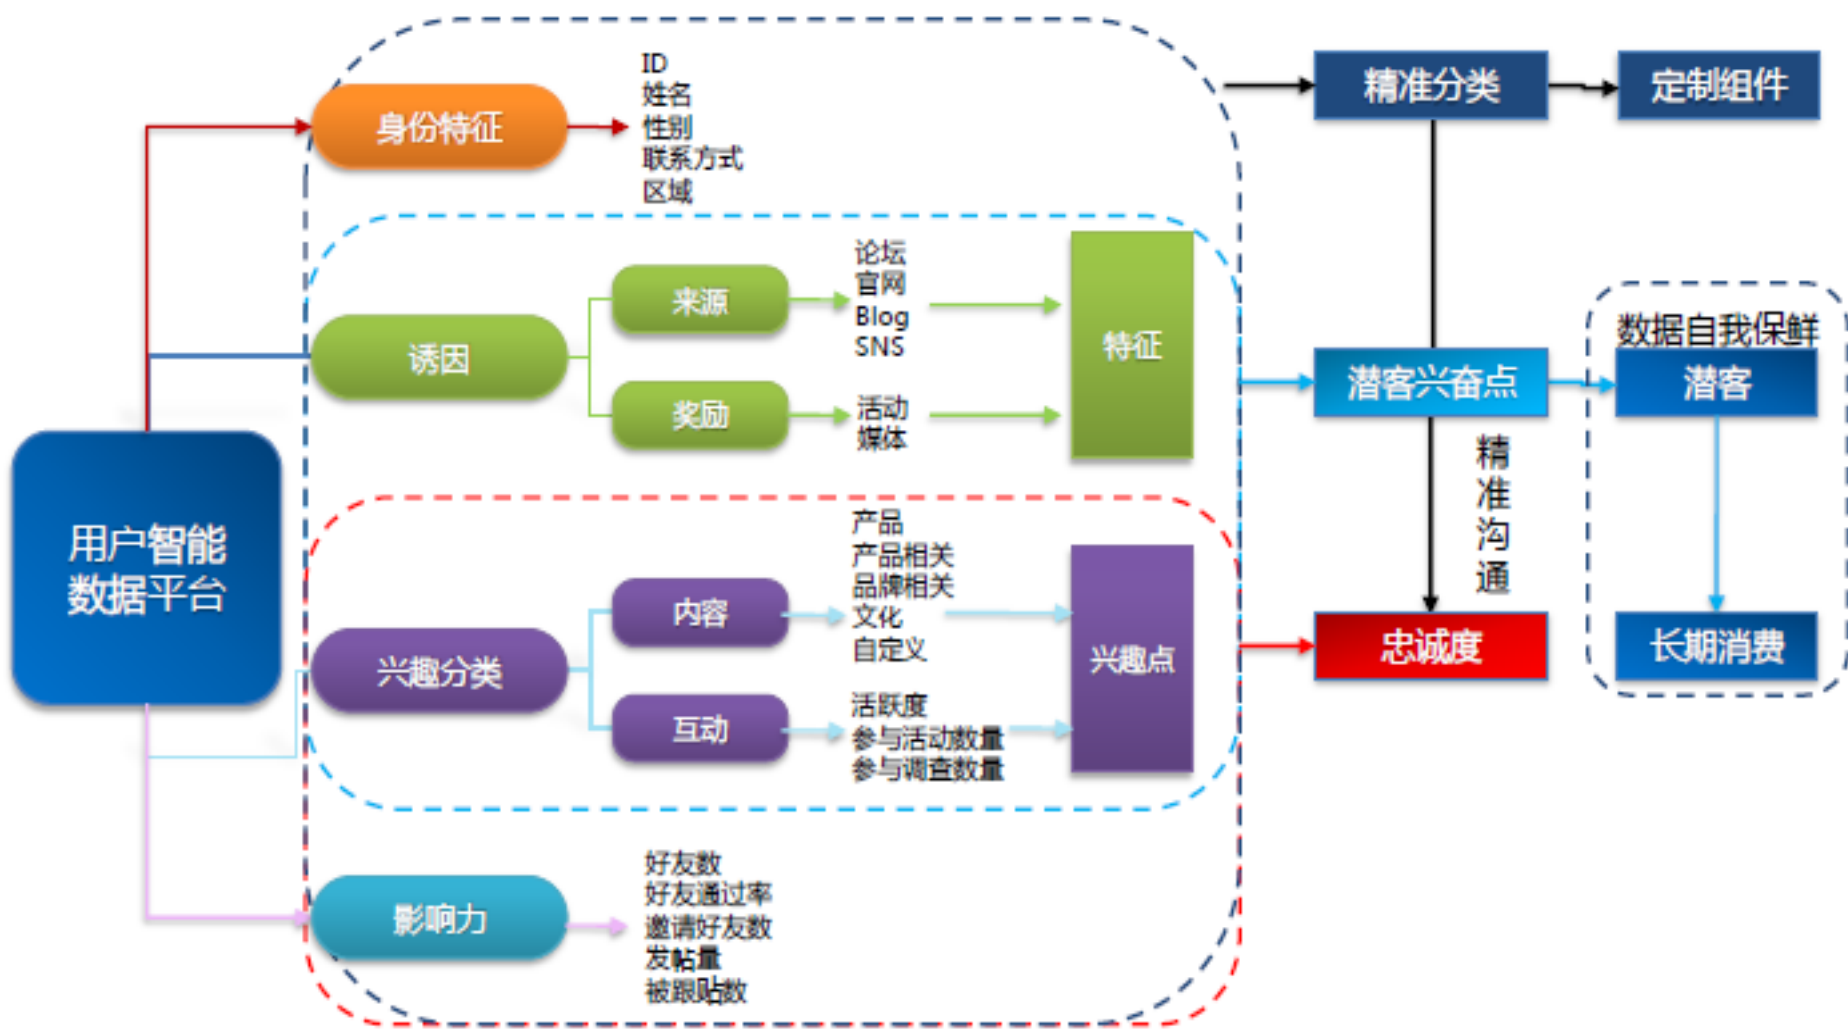 用户智能
数据平台
身份特征
ID
姓名
性别
联系方式
区域
诱因
来源
论坛
官网
Blog
SNS
奖励
活动
媒体
特征
兴趣分类
内容
产品
产品相关
品牌相关
文化
自定义
互动
活跃度
参与活动数量
参与调查数量
兴趣点
影响力
好友数
好友通过率
邀请好友数
发帖量
被跟贴数
精准分类
定制组件
潜客兴奋点
精准沟通
忠诚度
数据自我保鲜
潜客
长期消费